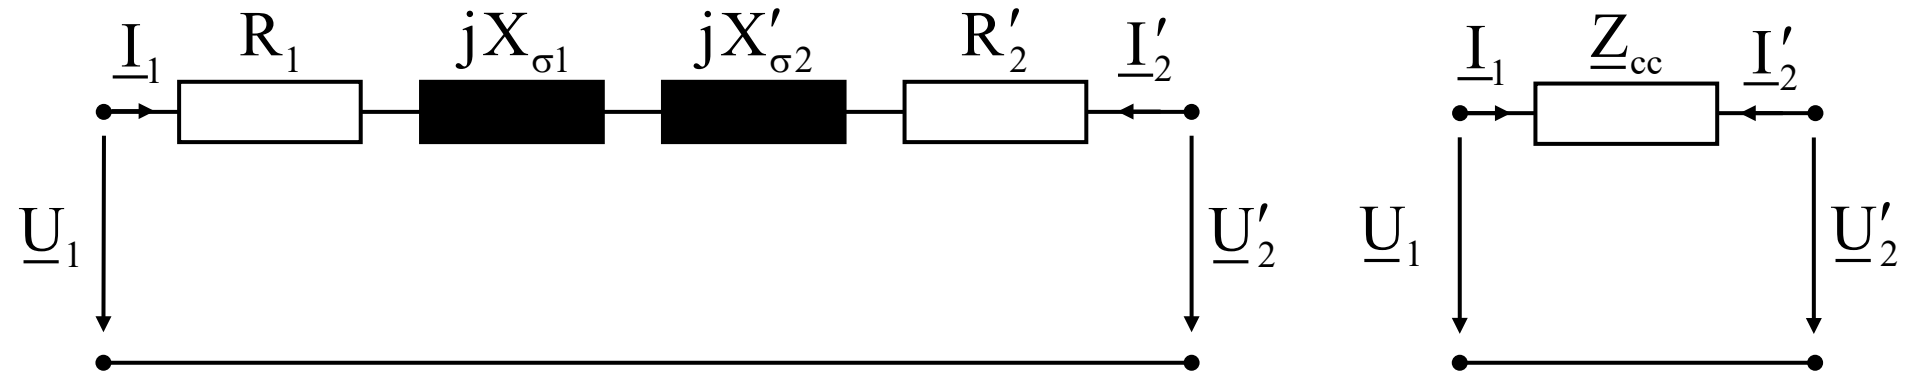 I₁ R₁ jXσ1 jX′σ2 R′₂ I′₂ I₁ Zcc I′₂
U₁ U′₂ U₁ U′₂